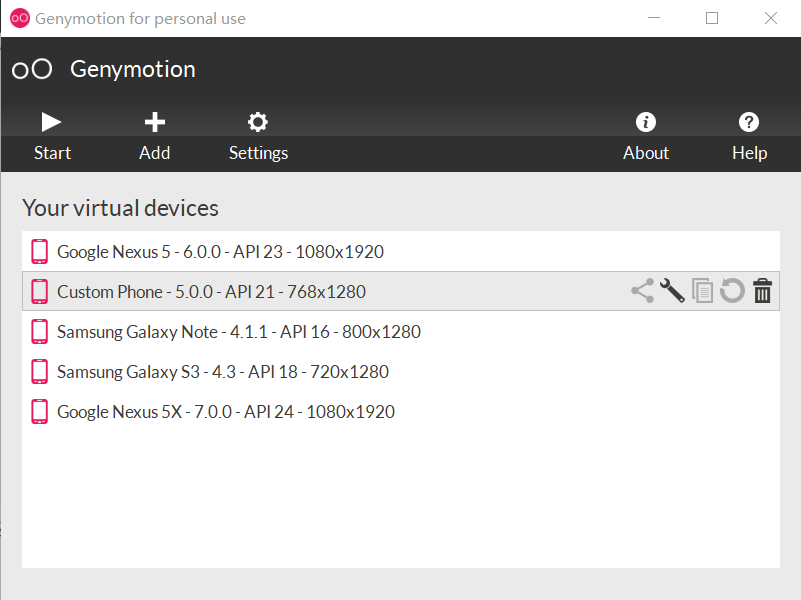 Genymotion for personal use
Genymotion
Start Add Settings About Help
Your virtual devices
Google Nexus 5 - 6.0.0 - API 23 - 1080x1920
Custom Phone - 5.0.0 - API 21 - 768x1280
Samsung Galaxy Note - 4.1.1 - API 16 - 800x1280
Samsung Galaxy S3 - 4.3 - API 18 - 720x1280
Google Nexus 5X - 7.0.0 - API 24 - 1080x1920